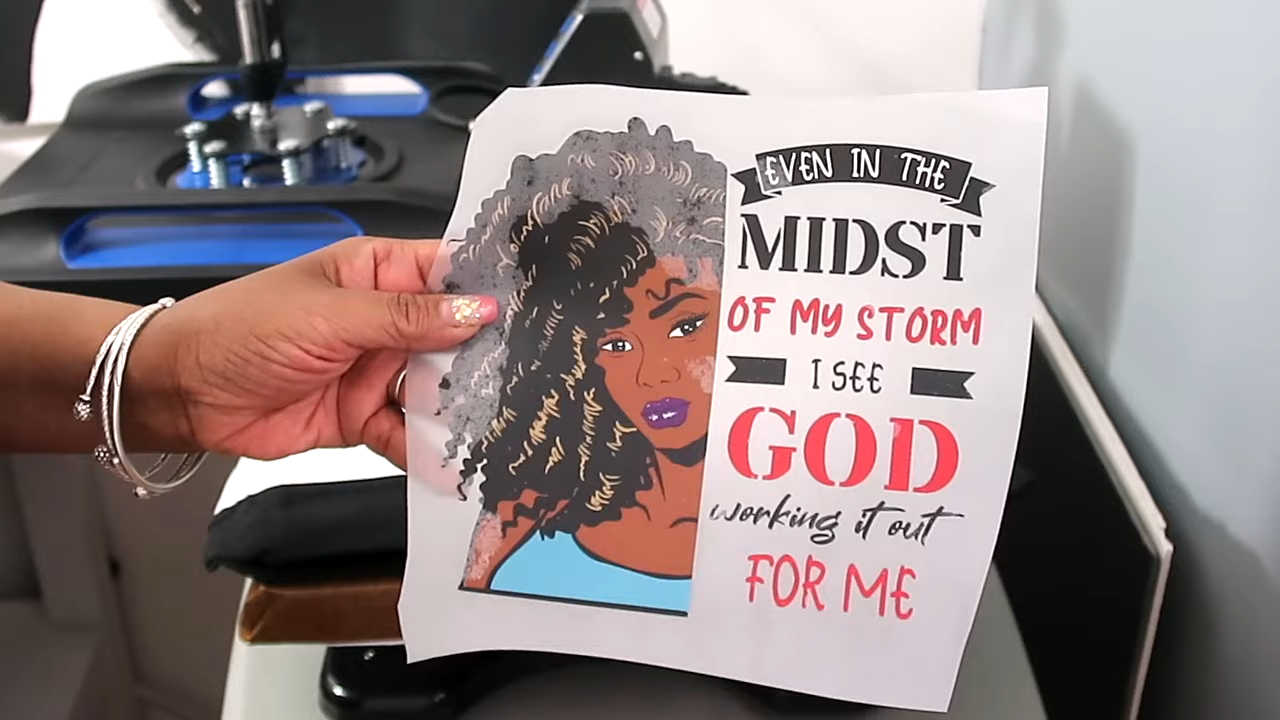 EVEN IN THE
MIDST
OF MY STORM
I SEE
GOD
working it out
FOR ME